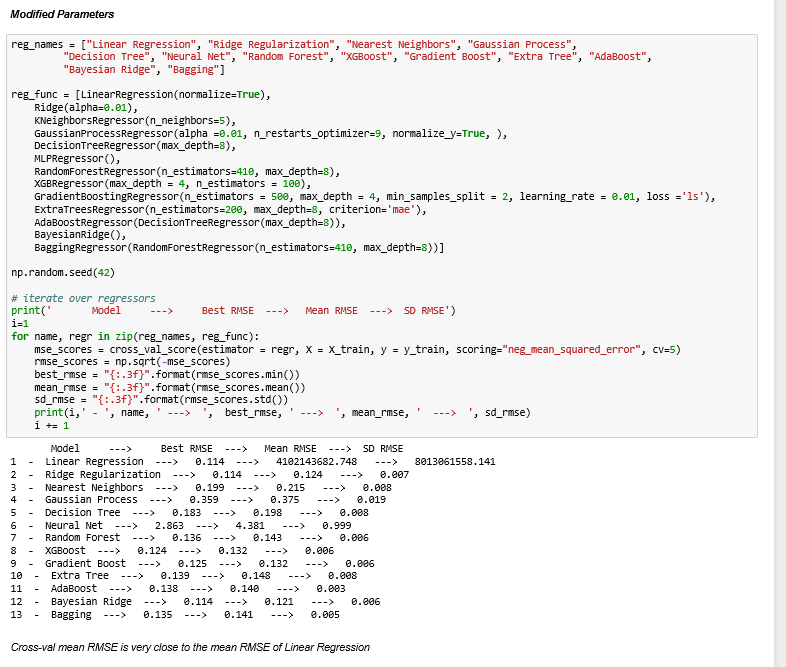 Modified Parameters
reg_names = ["Linear Regression", "Ridge Regularization", "Nearest Neighbors", "Gaussian Process",
"Decision Tree", "Neural Net", "Random Forest", "XGBoost", "Gradient Boost", "Extra Tree", "AdaBoost",
"Bayesian Ridge", "Bagging"]
reg_func = [LinearRegression(normalize=True),
Ridge(alpha=0.01),
KNeighborsRegressor(n_neighbors=5),
GaussianProcessRegressor(alpha =0.01, n_restarts_optimizer=9, normalize_y=True, ),
DecisionTreeRegressor(max_depth=8),
MLPRegressor(),
RandomForestRegressor(n_estimators=410, max_depth=8),
XGBRegressor(max_depth = 4, n_estimators = 100),
GradientBoostingRegressor(n_estimators = 500, max_depth = 4, min_samples_split = 2, learning_rate = 0.01, loss ='ls'),
ExtraTreesRegressor(n_estimators=200, max_depth=8, criterion='mae'),
AdaBoostRegressor(DecisionTreeRegressor(max_depth=8)),
BayesianRidge(),
BaggingRegressor(RandomForestRegressor(n_estimators=410, max_depth=8))]
np.random.seed(42)
# iterate over regressors
print('      Model    --->    Best RMSE  --->  Mean RMSE  --->  SD RMSE')
i=1
for name, regr in zip(reg_names, reg_func):
mse_scores = cross_val_score(estimator = regr, X = X_train, y = y_train, scoring="neg_mean_squared_error", cv=5)
rmse_scores = np.sqrt(-mse_scores)
best_rmse = "{:.3f}".format(rmse_scores.min())
mean_rmse = "{:.3f}".format(rmse_scores.mean())
sd_rmse = "{:.3f}".format(rmse_scores.std())
print(i,' - ', name, ' ---> ',  best_rmse, ' ---> ', mean_rmse, '  ---> ', sd_rmse)
i += 1
Model    --->    Best RMSE  --->  Mean RMSE  --->  SD RMSE
1  -  Linear Regression  --->  0.114  --->  4102143682.748   --->  8013061558.141
2  -  Ridge Regularization  --->  0.114  --->  0.124   --->  0.007
3  -  Nearest Neighbors  --->  0.199  --->  0.215   --->  0.008
4  -  Gaussian Process  --->  0.359  --->  0.375   --->  0.019
5  -  Decision Tree  --->  0.183  --->  0.198   --->  0.008
6  -  Neural Net  --->  2.863  --->  4.381   --->  0.999
7  -  Random Forest  --->  0.136  --->  0.143   --->  0.006
8  -  XGBoost  --->  0.124  --->  0.132   --->  0.006
9  -  Gradient Boost  --->  0.125  --->  0.132   --->  0.006
10  -  Extra Tree  --->  0.139  --->  0.148   --->  0.008
11  -  AdaBoost  --->  0.138  --->  0.140   --->  0.003
12  -  Bayesian Ridge  --->  0.114  --->  0.121   --->  0.006
13  -  Bagging  --->  0.135  --->  0.141   --->  0.005
Cross-val mean RMSE is very close to the mean RMSE of Linear Regression